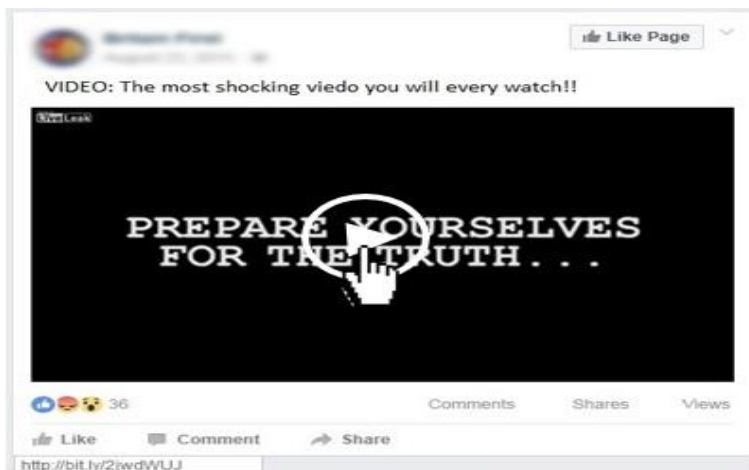 Like Page
VIDEO: The most shocking viedo you will every watch!!
LiveLeak
PREPARE YOURSELVES
FOR THE TRUTH...
36
Comments Shares Views
Like Comment Share
http://bit.ly/2jwdWUJ